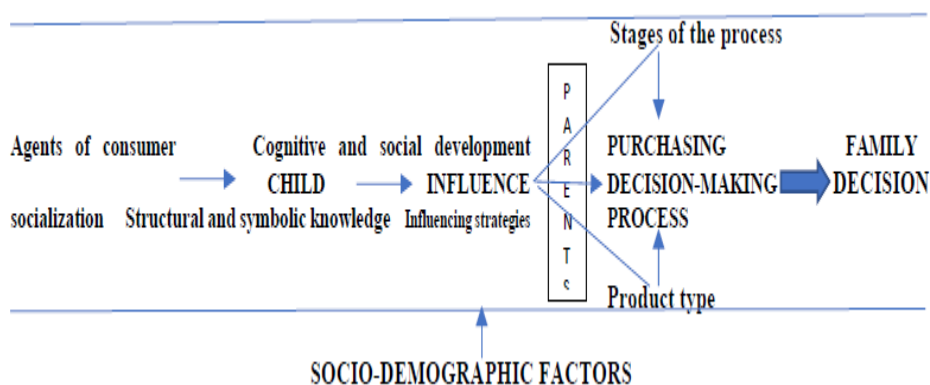 Stages of the process
P
A
R
E
N
T
S
Agents of consumer Cognitive and social development PURCHASING FAMILY
CHILD INFLUENCE DECISION-MAKING DECISION
socialization Structural and symbolic knowledge Influencing strategies PROCESS
Product type
SOCIO-DEMOGRAPHIC FACTORS